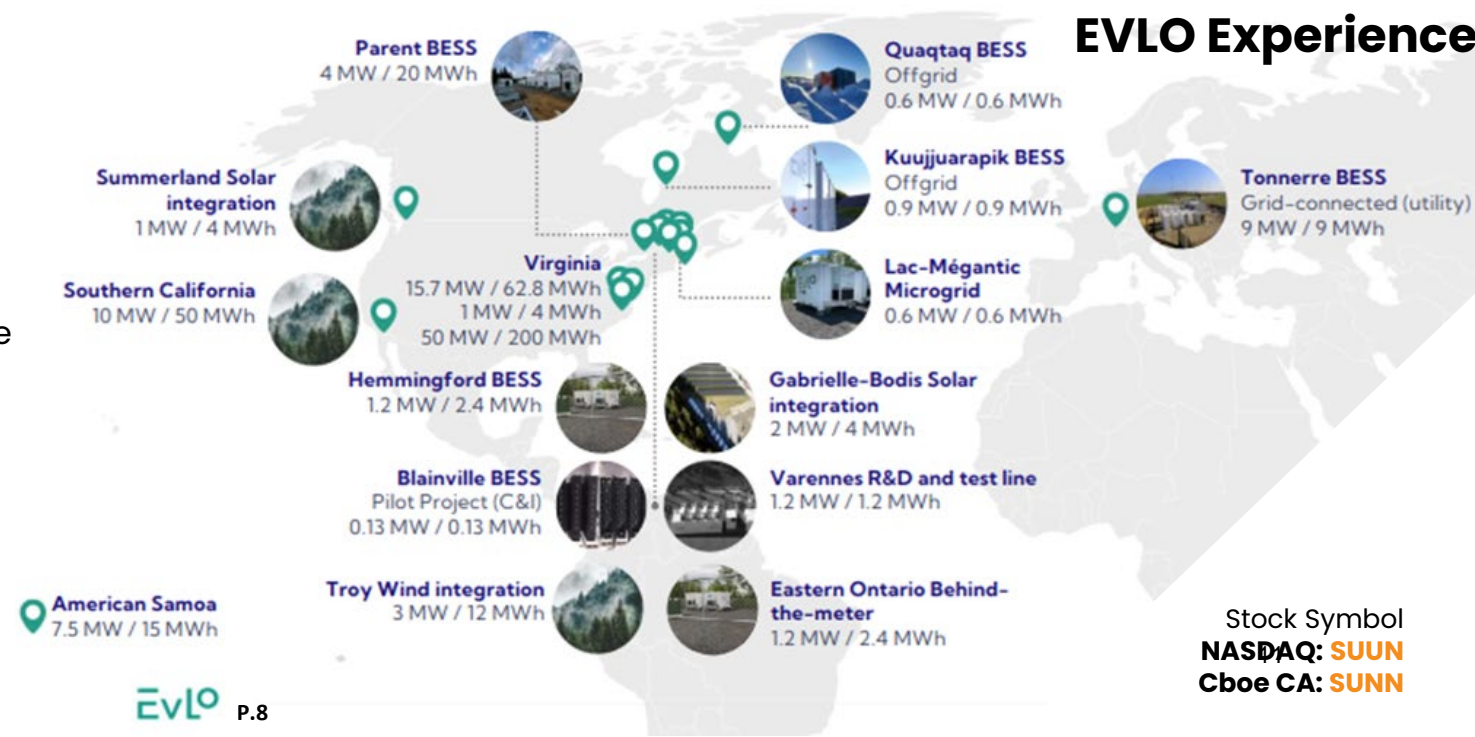 EVLO Experience
Parent BESS
4 MW / 20 MWh
Quaqtaq BESS
Offgrid
0.6 MW / 0.6 MWh
Summerland Solar
integration
1 MW / 4 MWh
Kuujjuarapik BESS
Offgrid
0.9 MW / 0.9 MWh
Tonnerre BESS
Grid-connected (utility)
9 MW / 9 MWh
Southern California
10 MW / 50 MWh
Virginia
15.7 MW / 62.8 MWh
1 MW / 4 MWh
50 MW / 200 MWh
Lac-Mégantic
Microgrid
0.6 MW / 0.6 MWh
e
Hemmingford BESS
1.2 MW / 2.4 MWh
Gabrielle-Bodis Solar
integration
2 MW / 4 MWh
Blainville BESS
Pilot Project (C&I)
0.13 MW / 0.13 MWh
Varennes R&D and test line
1.2 MW / 1.2 MWh
American Samoa
7.5 MW / 15 MWh
Troy Wind integration
3 MW / 12 MWh
Eastern Ontario Behind-
the-meter
1.2 MW / 2.4 MWh
Stock Symbol
NASDAQ: SUUN
Cboe CA: SUNN
EVLO P.8